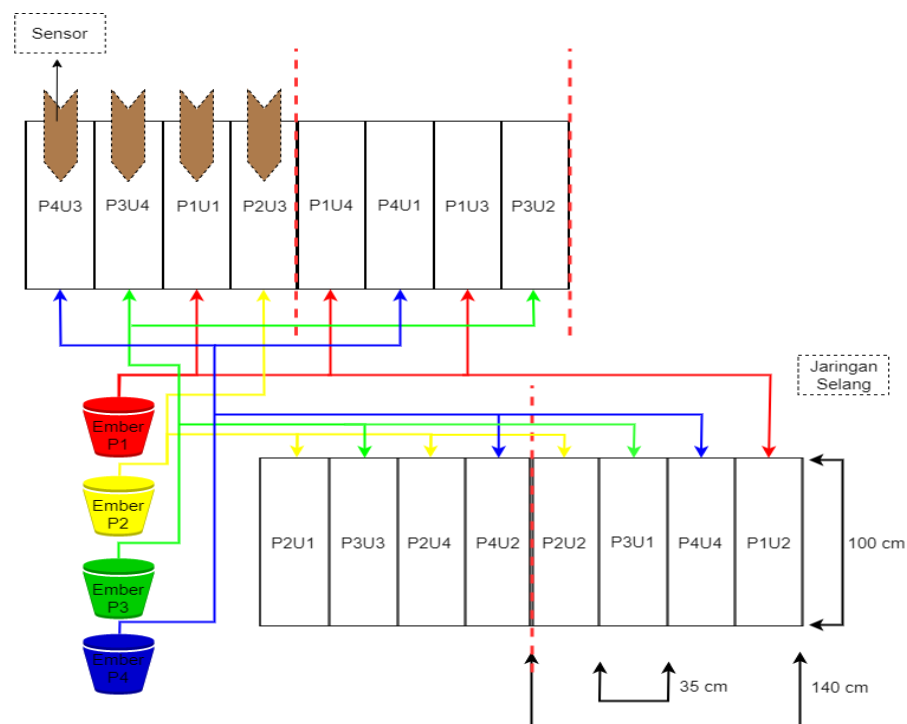 Sensor
P4U3 P3U4 P1U1 P2U3 P1U4 P4U1 P1U3 P3U2
Jaringan
Selang
Ember
P1
Ember
P2
Ember
P3
Ember
P4
P2U1 P3U3 P2U4 P4U2 P2U2 P3U1 P4U4 P1U2
100 cm
35 cm
140 cm